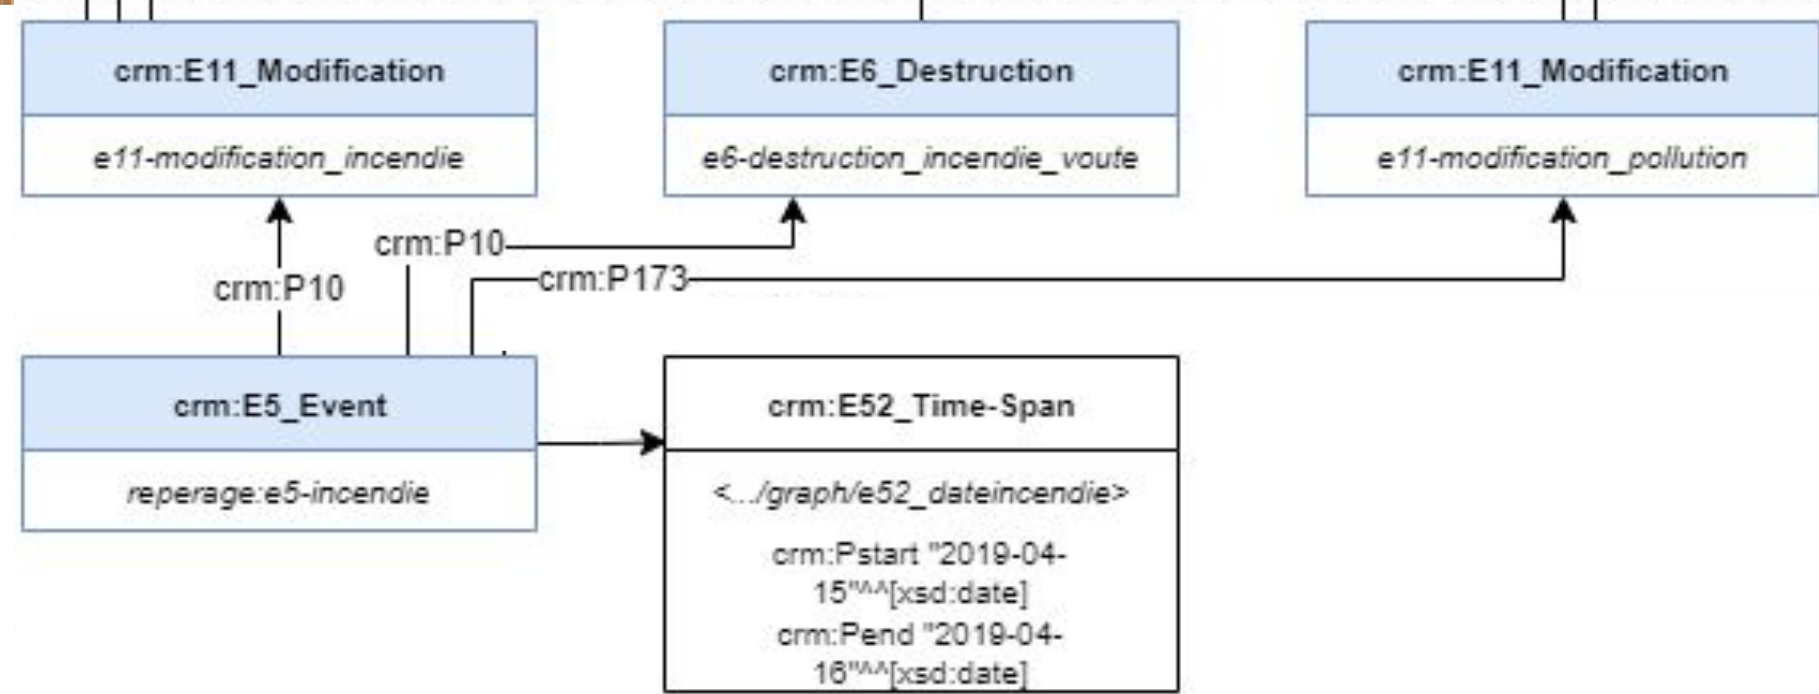 crm:E11_Modification
crm:E6_Destruction
crm:E11_Modification
e11-modification_incendie
e6-destruction_incendie_voute
e11-modification_pollution
crm:P10
crm:P173
crm:P10
crm:E5_Event
crm:E52_Time-Span
reperage:e5-incendie
<.../graph/e52_dateincendie>
crm:Pstart "2019-04-
15"^^[xsd:date]
crm:Pend "2019-04-
16"^^[xsd:date]